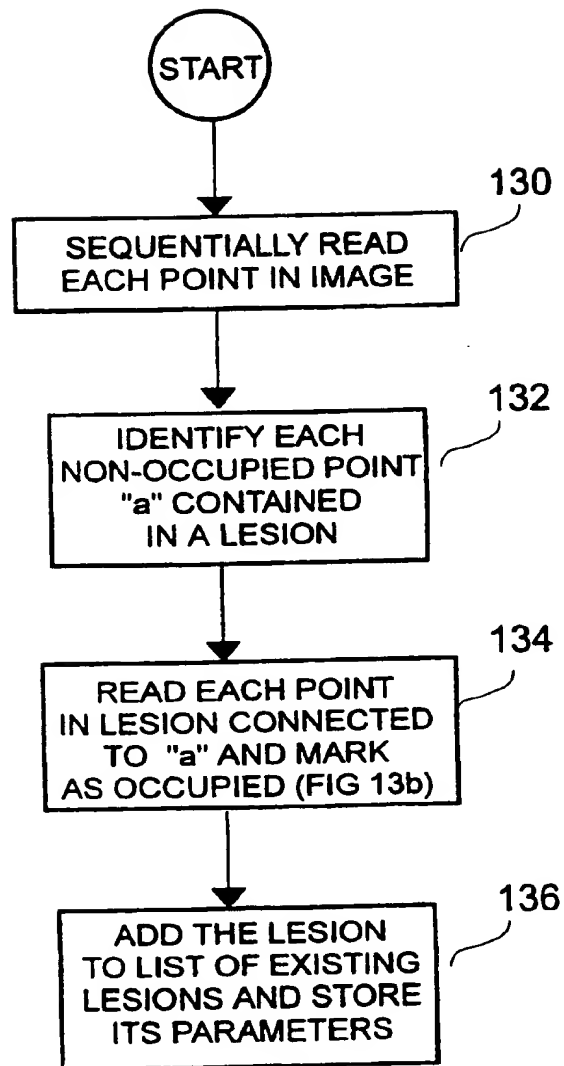 START
130
SEQUENTIALLY READ
EACH POINT IN IMAGE
132
IDENTIFY EACH
NON-OCCUPIED POINT
"a" CONTAINED
IN A LESION
134
READ EACH POINT
IN LESION CONNECTED
TO "a" AND MARK
AS OCCUPIED (FIG 13b)
136
ADD THE LESION
TO LIST OF EXISTING
LESIONS AND STORE
ITS PARAMETERS